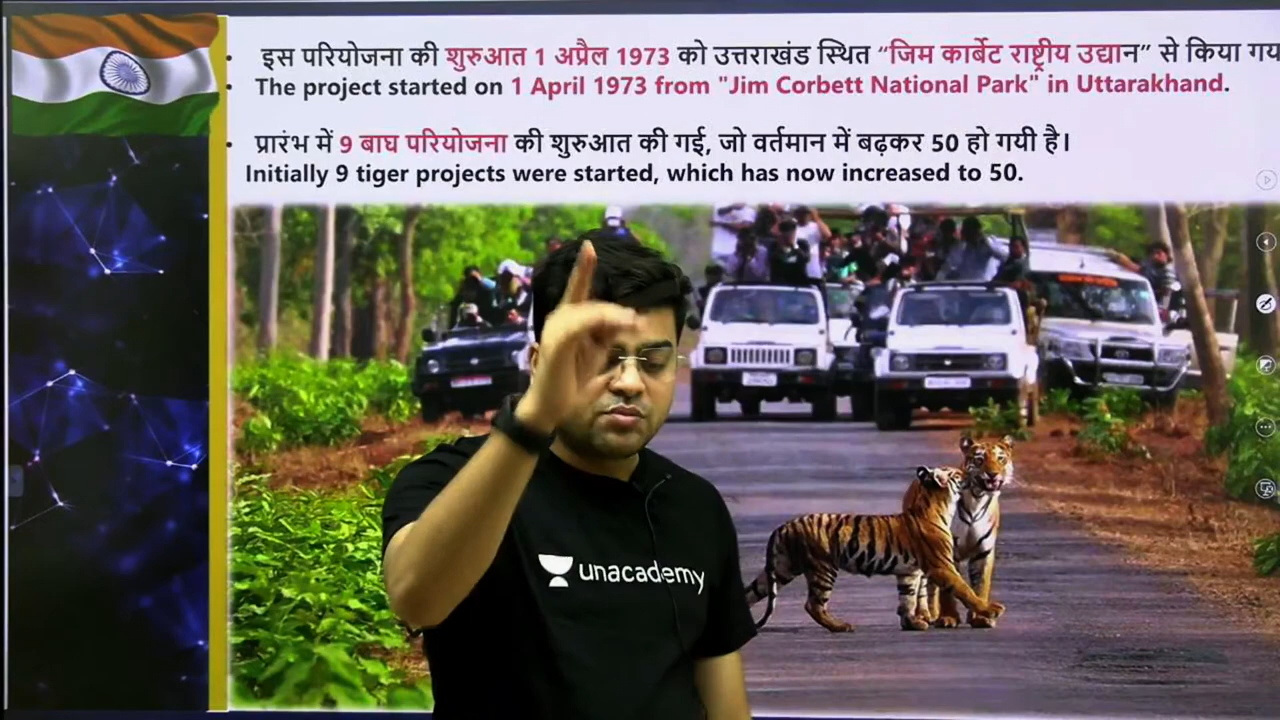 इस परियोजना की शुरुआत 1 अप्रैल 1973 को उत्तराखंड स्थित “जिम कार्बेट राष्ट्रीय उद्यान” से किया गय
The project started on 1 April 1973 from "Jim Corbett National Park" in Uttarakhand.
प्रारंभ में 9 बाघ परियोजना की शुरुआत की गई, जो वर्तमान में बढ़कर 50 हो गयी है।
Initially 9 tiger projects were started, which has now increased to 50.
unacademy